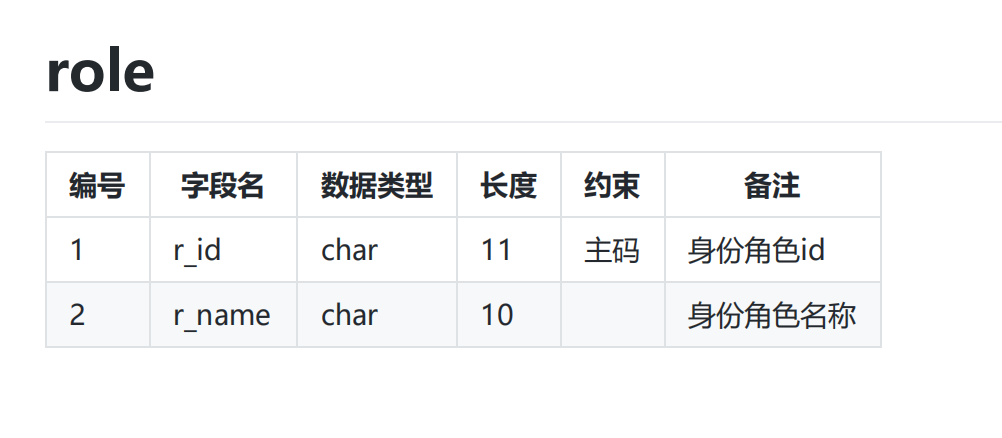 role
编号 字段名 数据类型 长度 约束 备注
1 r_id char 11 主码 身份角色id
2 r_name char 10 身份角色名称